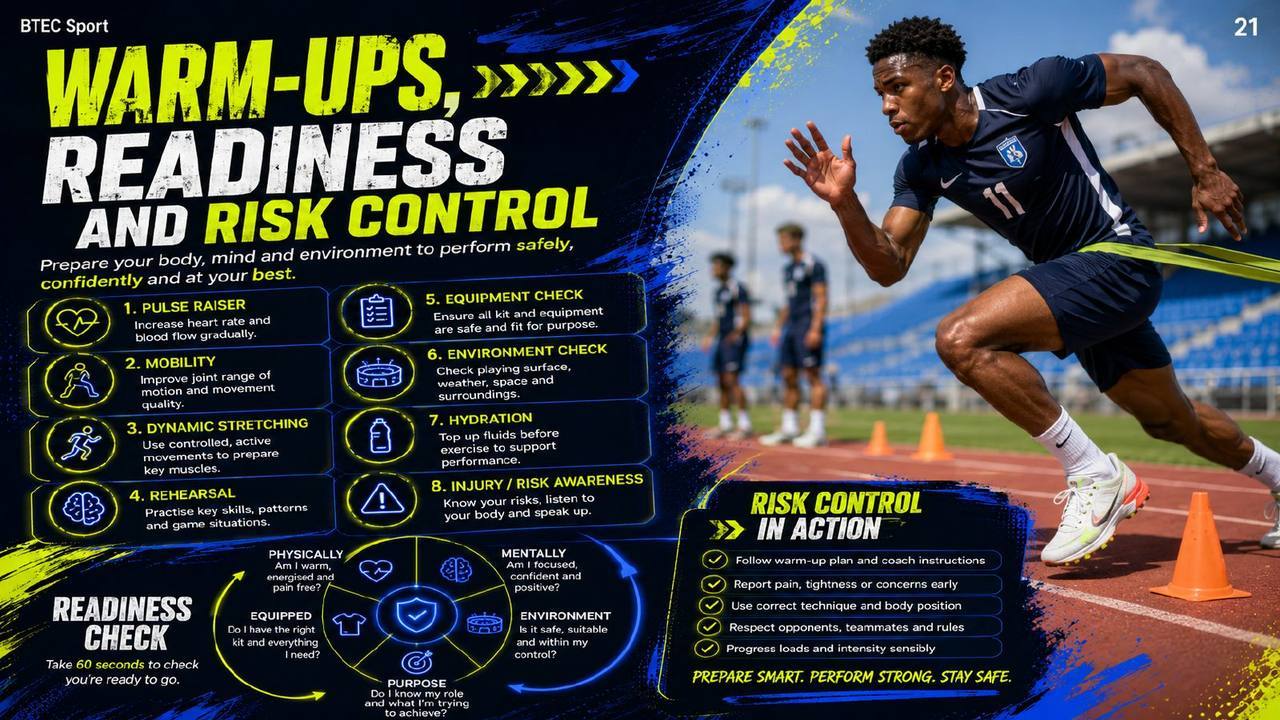 BTEC Sport
21
WARM-UPS,
READINESS
AND RISK CONTROL
Prepare your body, mind and environment to perform safely,
confidently and at your best.
1. PULSE RAISER
Increase heart rate and
blood flow gradually.
2. MOBILITY
Improve joint range of
motion and movement
quality.
3. DYNAMIC STRETCHING
Use controlled, active
movements to prepare
key muscles.
4. REHEARSAL
Practise key skills, patterns
and game situations.
5. EQUIPMENT CHECK
Ensure all kit and equipment
are safe and fit for purpose.
6. ENVIRONMENT CHECK
Check playing surface,
weather, space and
surroundings.
7. HYDRATION
Top up fluids before
exercise to support
performance.
8. INJURY / RISK AWARENESS
Know your risks, listen to
your body and speak up.
READINESS
CHECK
Take 60 seconds to check
you're ready to go.
PHYSICALLY
Am I warm,
energised and
pain free?
MENTALLY
Am I focused,
confident and
positive?
EQUIPPED
Do I have the right
kit and everything
I need?
ENVIRONMENT
Is it safe, suitable
and within my
control?
PURPOSE
Do I know my role
and what I'm trying
to achieve?
RISK CONTROL
IN ACTION
Follow warm-up plan and coach instructions
Report pain, tightness or concerns early
Use correct technique and body position
Respect opponents, teammates and rules
Progress loads and intensity sensibly
PREPARE SMART. PERFORM STRONG. STAY SAFE.
11